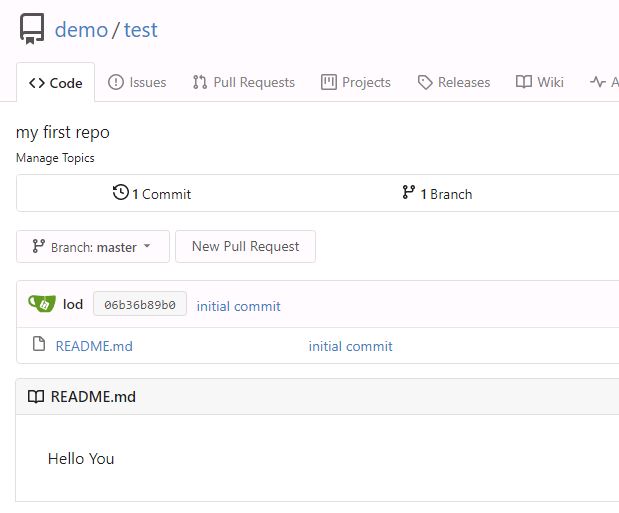 demo / test
Code Issues Pull Requests Projects Releases Wiki A
my first repo
Manage Topics
1 Commit 1 Branch
Branch: master New Pull Request
lod 06b36b89b0 initial commit
README.md initial commit
README.md
Hello You